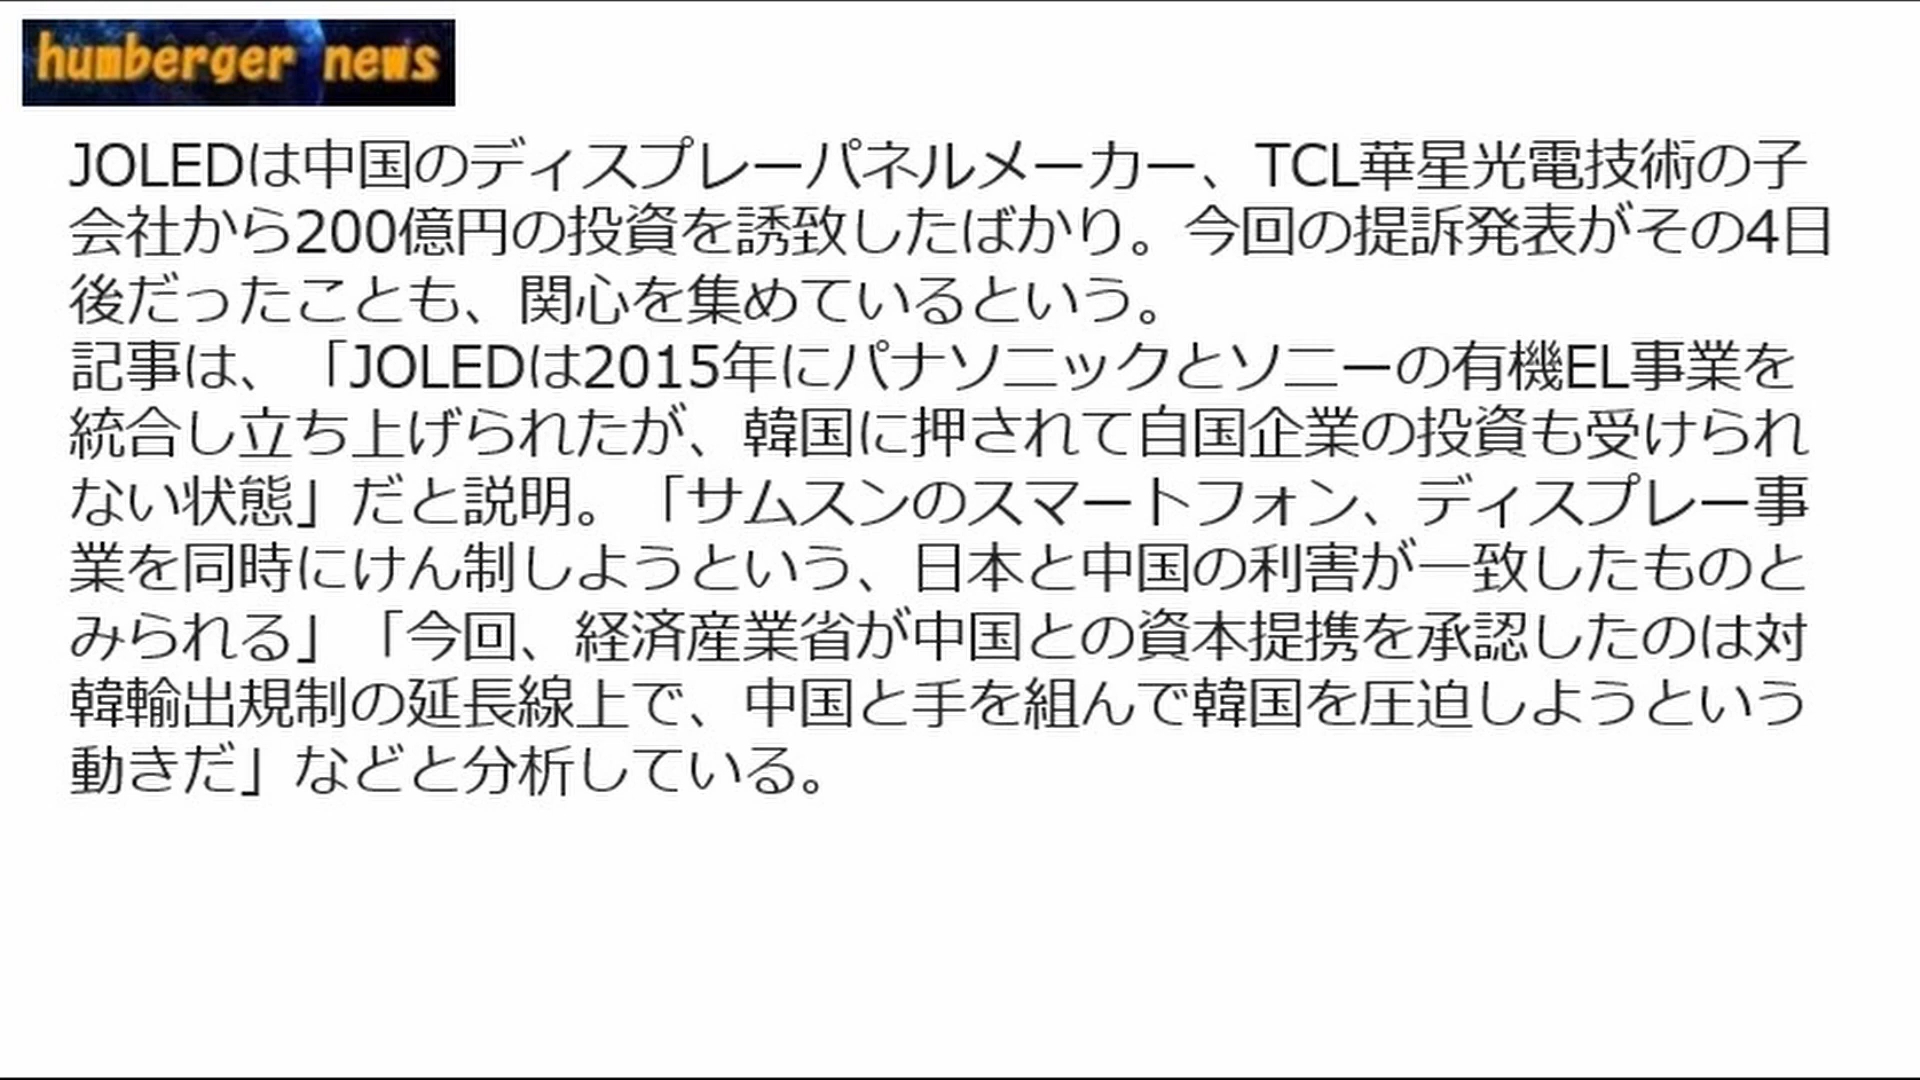 humberger news
JOLEDは中国のディスプレーパネルメーカー、TCL華星光電技術の子
会社から200億円の投資を誘致したばかり。今回の提訴発表がその4日
後だったことも、関心を集めているという。
記事は、「JOLEDは2015年にパナソニックとソニーの有機EL事業を
統合し立ち上げられたが、韓国に押されて自国企業の投資も受けられ
ない状態」だと説明。「サムスンのスマートフォン、ディスプレー事
業を同時にけん制しようという、日本と中国の利害が一致したものと
みられる」「今回、経済産業省が中国との資本提携を承認したのは対
韓輸出規制の延長線上で、中国と手を組んで韓国を圧迫しようという
動きだ」などと分析している。